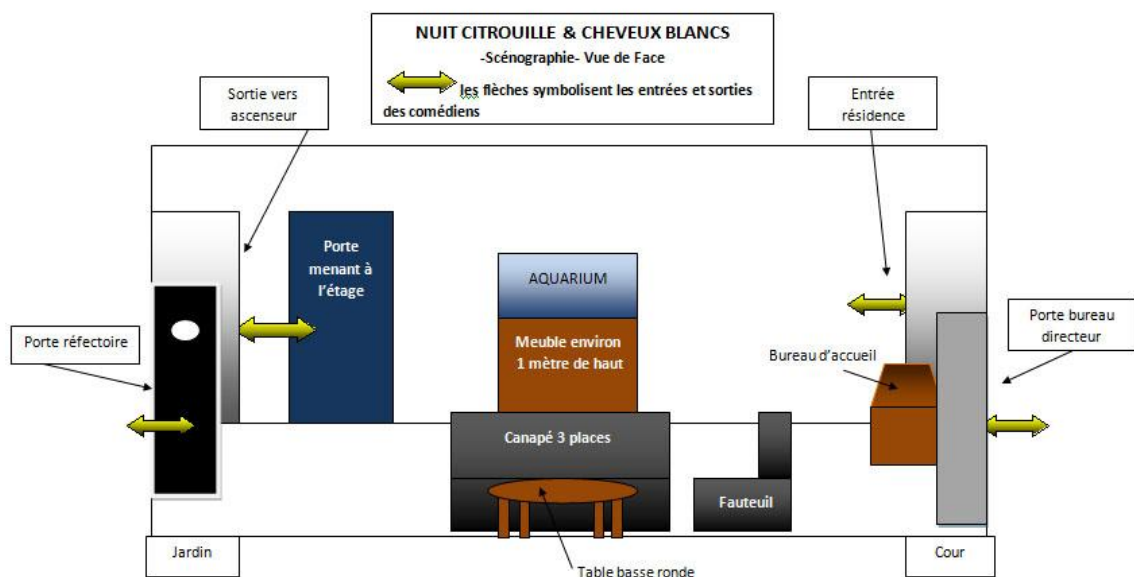 NUIT CITROUILLE & CHEVEUX BLANCS
-Scénographie- Vue de Face
les flèches symbolisent les entrées et sorties
des comédiens
Sortie vers
ascenseur
Entrée
résidence
Porte
menant à
l'étage
AQUARIUM
Meuble environ
1 mètre de haut
Porte réfectoire
Porte bureau
directeur
Bureau d'accueil
Canapé 3 places
Fauteuil
Jardin
Cour
Table basse ronde